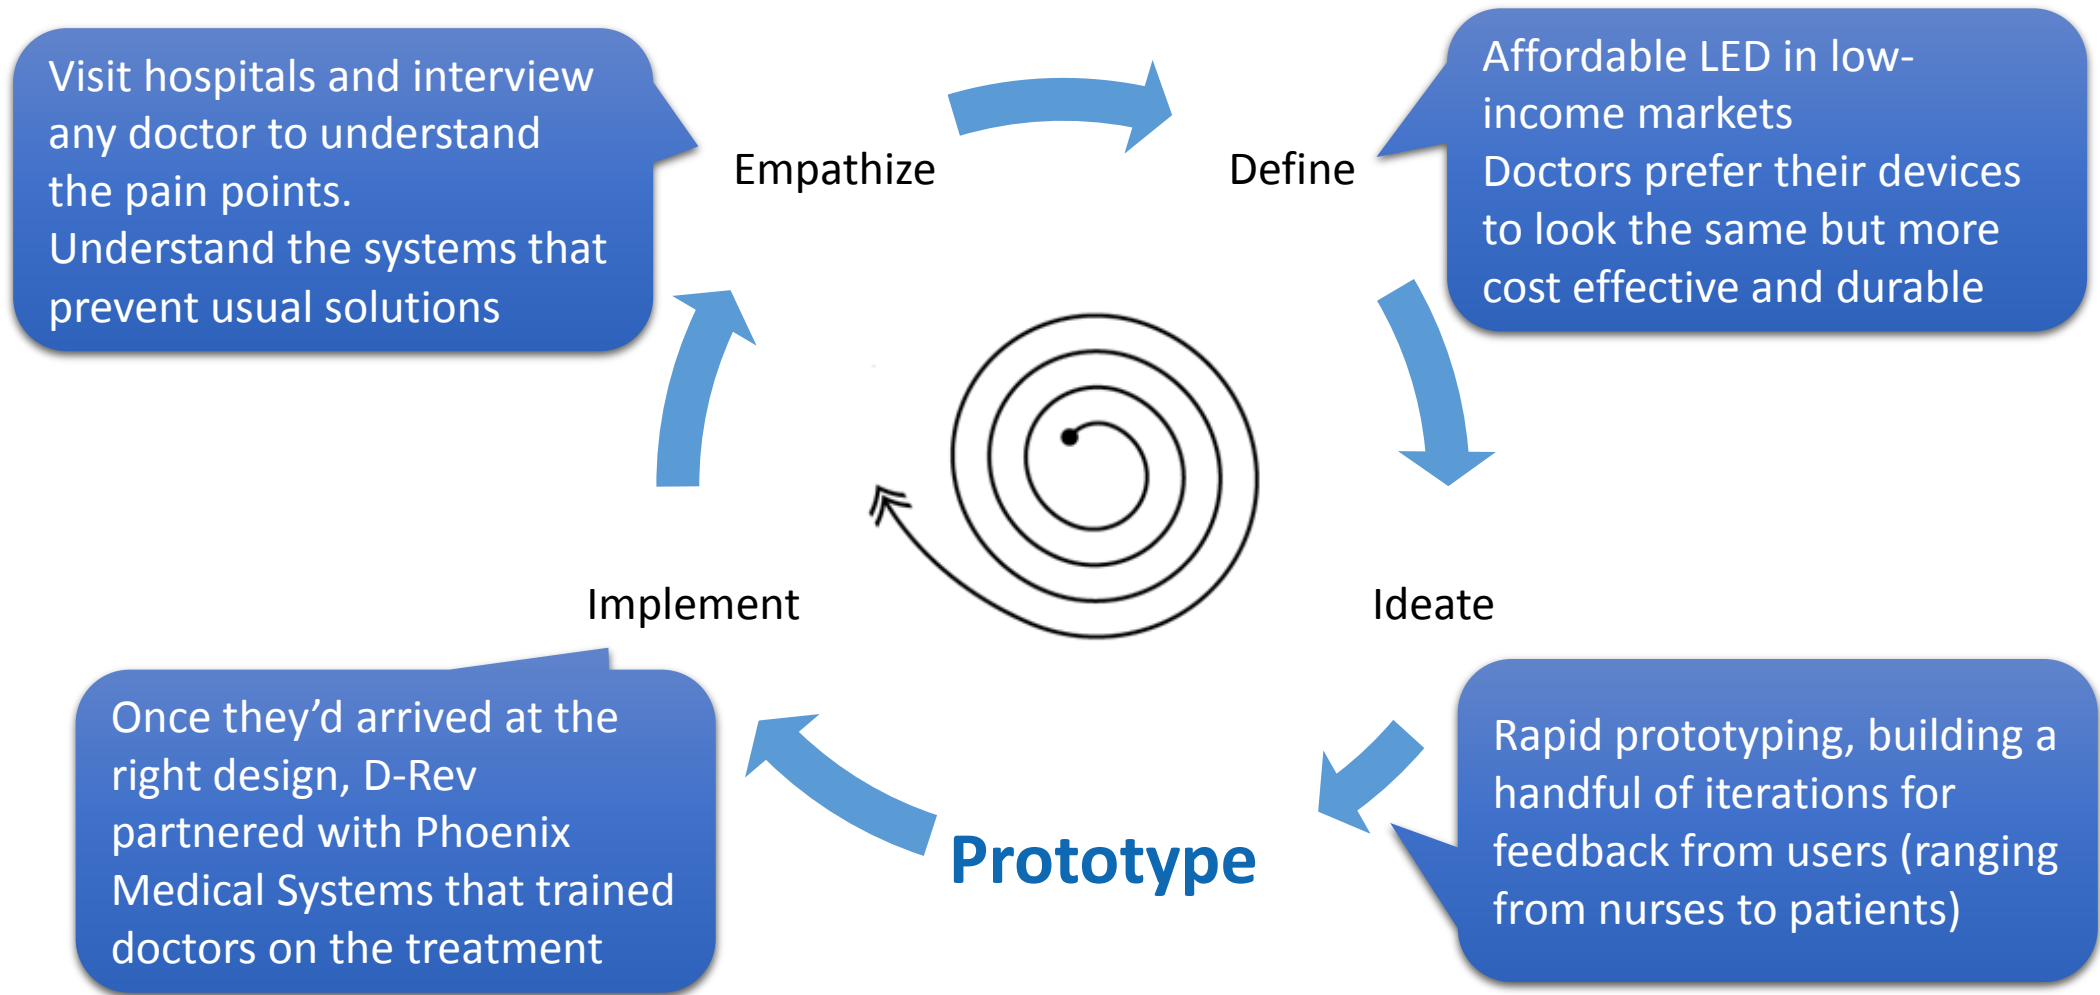 Visit hospitals and interview
any doctor to understand
the pain points.
Understand the systems that
prevent usual solutions
Empathize
Define
Affordable LED in low-
income markets
Doctors prefer their devices
to look the same but more
cost effective and durable
Implement
Ideate
Once they’d arrived at the
right design, D-Rev
partnered with Phoenix
Medical Systems that trained
doctors on the treatment
Prototype
Rapid prototyping, building a
handful of iterations for
feedback from users (ranging
from nurses to patients)